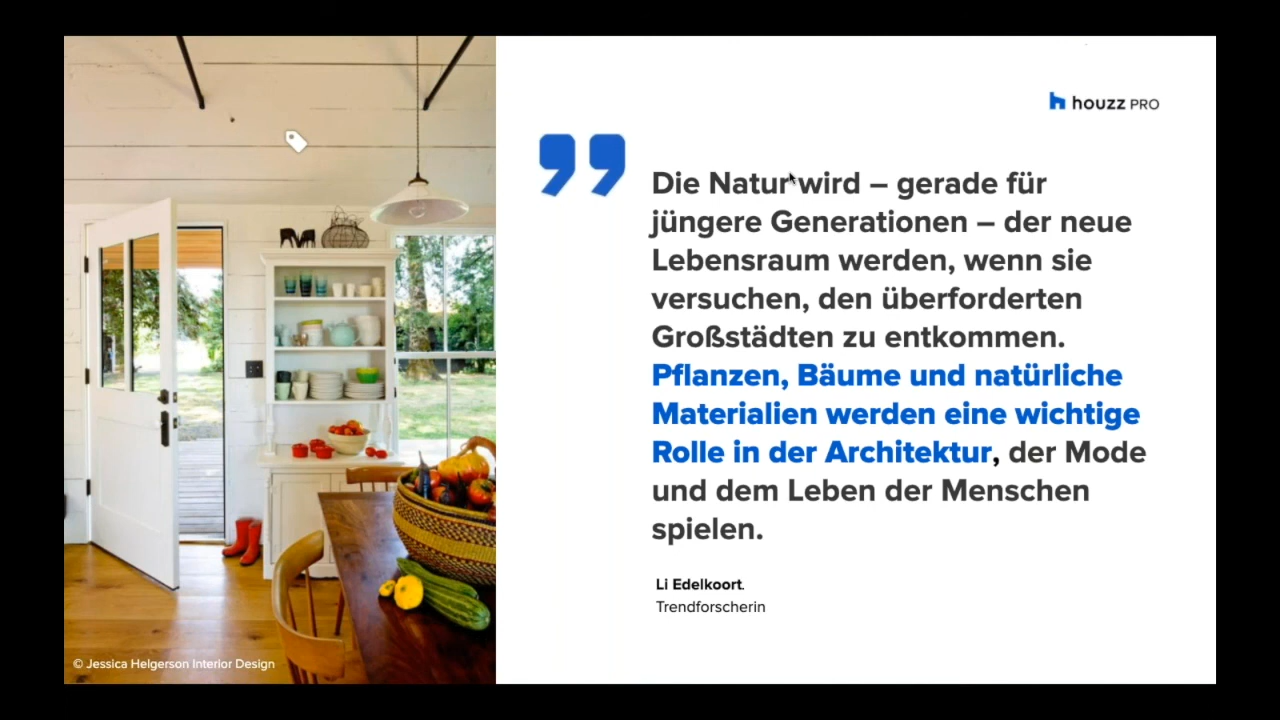 houzz PRO
Die Natur wird – gerade für
jüngere Generationen – der neue
Lebensraum werden, wenn sie
versuchen, den überforderten
Großstädten zu entkommen.
Pflanzen, Bäume und natürliche
Materialien werden eine wichtige
Rolle in der Architektur, der Mode
und dem Leben der Menschen
spielen.
Li Edelkoort.
Trendforscherin
© Jessica Helgerson Interior Design